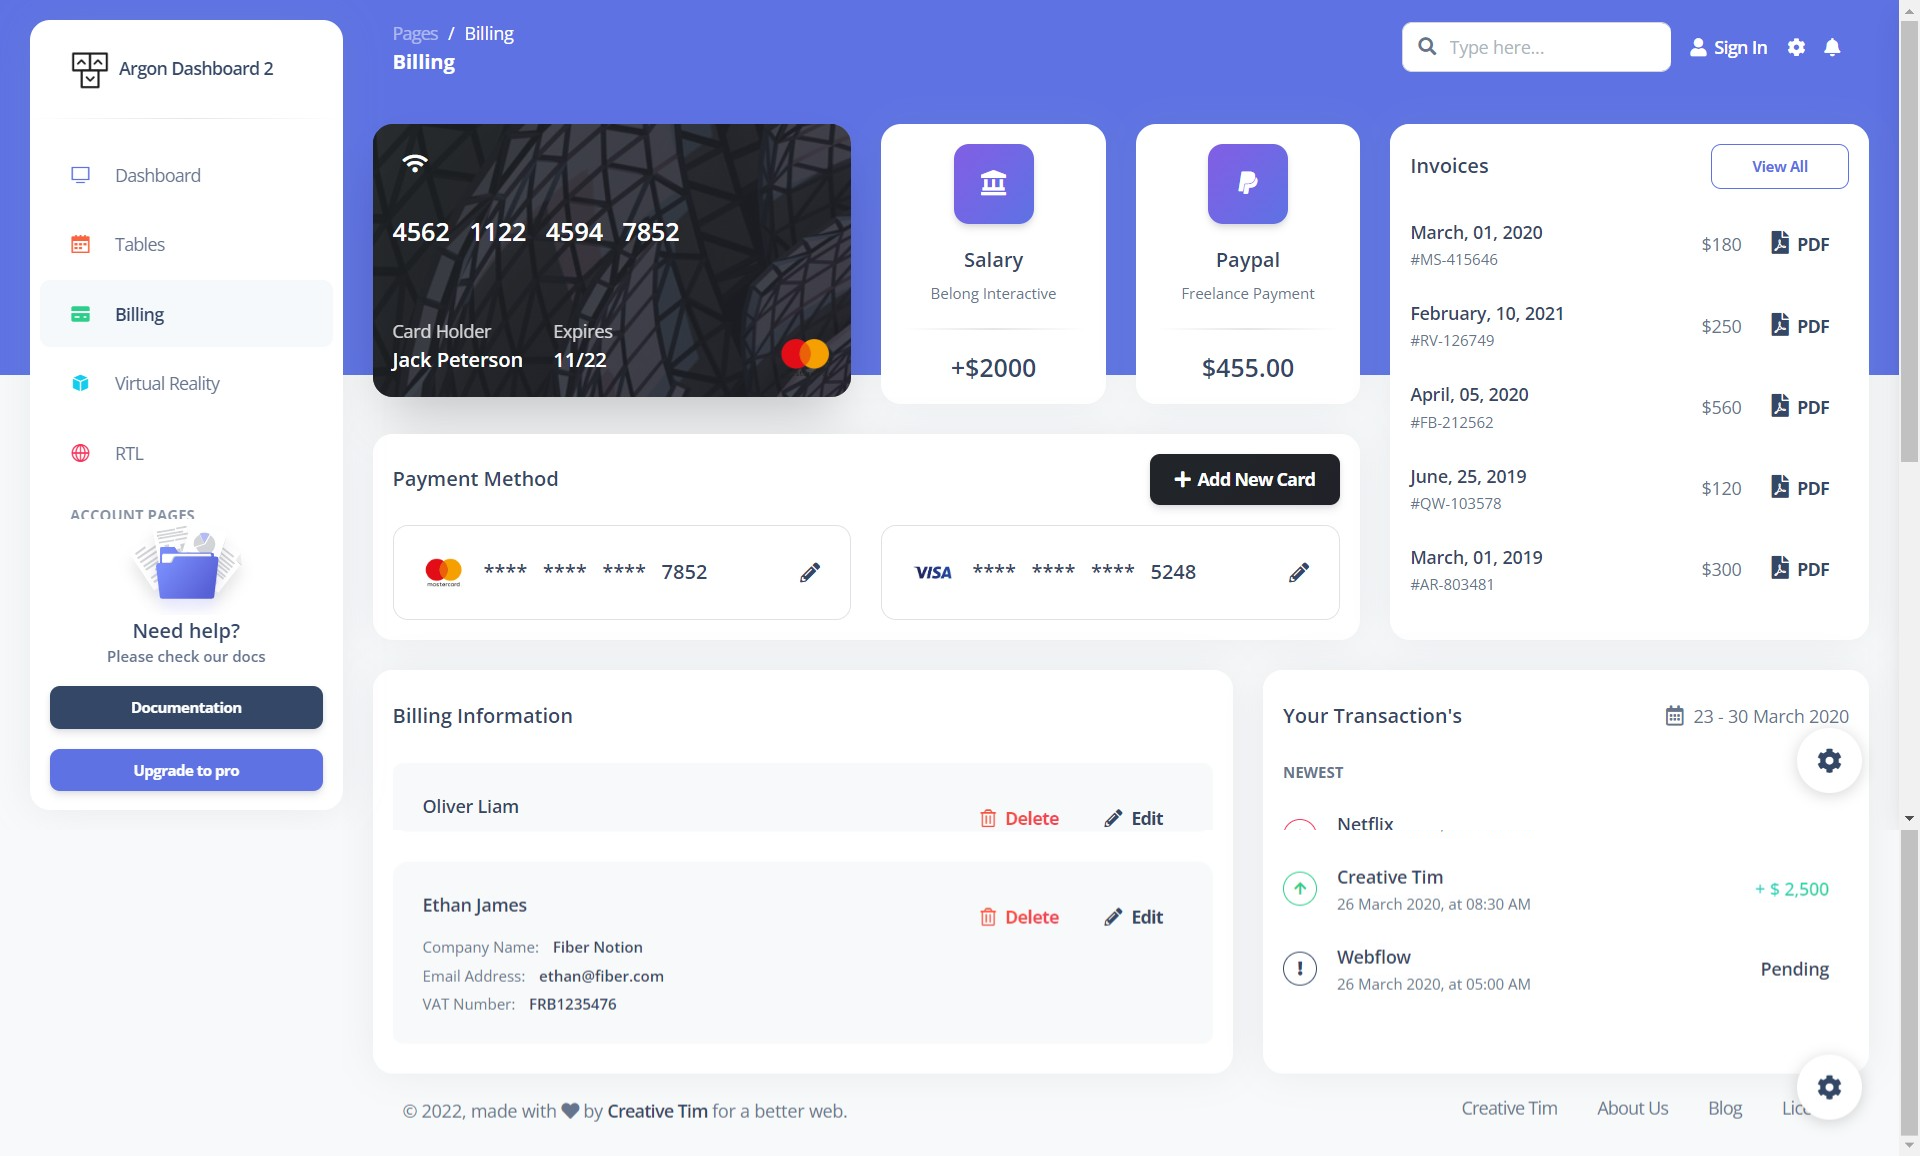 Argon Dashboard 2
Dashboard
Tables
Billing
Virtual Reality
RTL
ACCOUNT PAGES
Need help?
Please check our docs
Documentation
Upgrade to pro
Pages / Billing
Billing
Type here...
Sign In
4562 1122 4594 7852
Card Holder
Jack Peterson
Expires
11/22
Salary
Belong Interactive
+$2000
Paypal
Freelance Payment
$455.00
Invoices
View All
March, 01, 2020
#MS-415646
$180
PDF
February, 10, 2021
#RV-126749
$250
PDF
April, 05, 2020
#FB-212562
$560
PDF
June, 25, 2019
#QW-103578
$120
PDF
March, 01, 2019
#AR-803481
$300
PDF
Payment Method
Add New Card
mastercard
**** **** **** 7852
VISA
**** **** **** 5248
Billing Information
Oliver Liam
Delete
Edit
Ethan James
Delete
Edit
Company Name: Fiber Notion
Email Address: ethan@fiber.com
VAT Number: FRB1235476
Your Transaction's
23 - 30 March 2020
NEWEST
Netflix
Creative Tim
26 March 2020, at 08:30 AM
+ $ 2,500
Webflow
26 March 2020, at 05:00 AM
Pending
© 2022, made with by Creative Tim for a better web.
Creative Tim
About Us
Blog